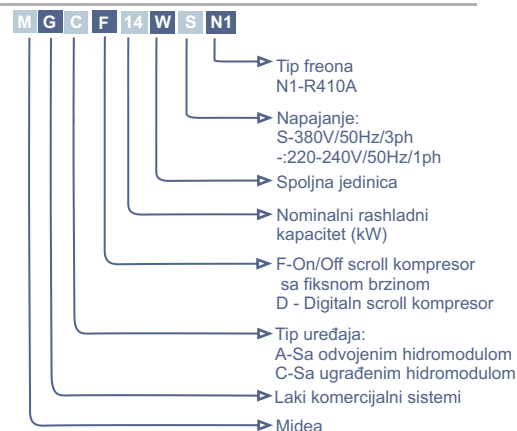 M G C F 14 W S N1
Tip freona
N1-R410A
Napajanje:
S-380V/50Hz/3ph
-:220-240V/50Hz/1ph
Spoljna jedinica
Nominalni rashladni
kapacitet (kW)
F-On/Off scroll kompresor
sa fiksnom brzinom
D - Digitaln scroll kompresor
Tip uređaja:
A-Sa odvojenim hidromodulom
C-Sa ugrađenim hidromodulom
Laki komercijalni sistemi
Midea